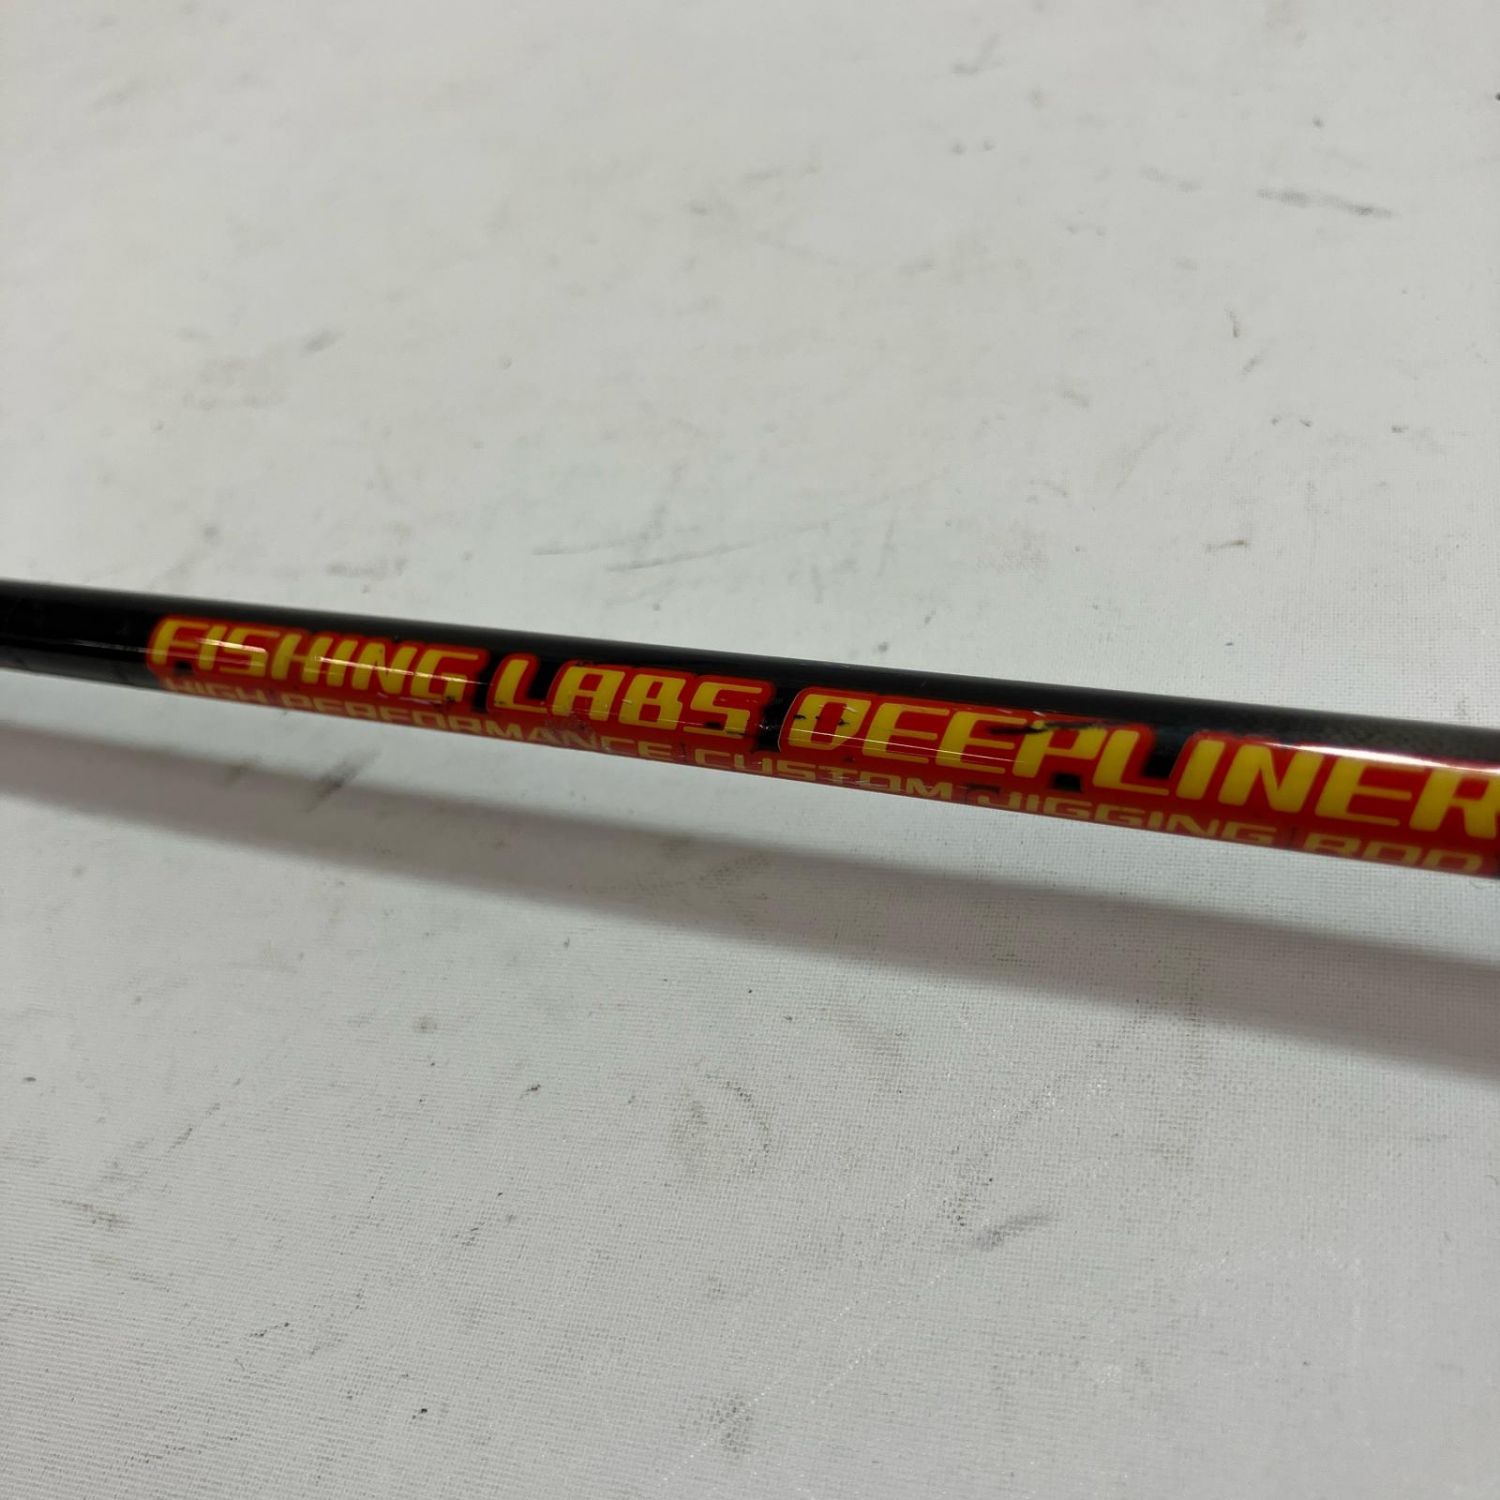 FISHING LABS DEEPLINER
HIGH PERFORMANCE CUSTOM JIGGING ROD